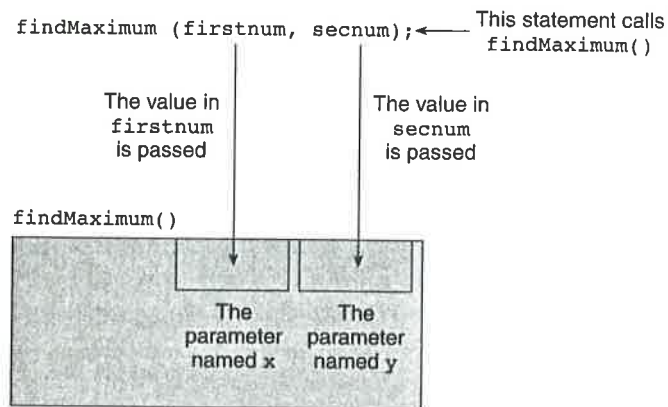 findMaximum (firstnum, secnum);
This statement calls
findMaximum()
The value in
firstnum
is passed
The value in
secnum
is passed
findMaximum()
The
parameter
named x
The
parameter
named y